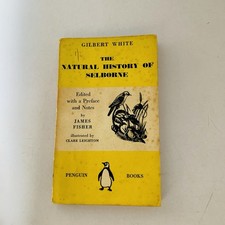 GILBERT WHITE
THE
NATURAL HISTORY OF
SELBORNE
Edited
with a Preface
and Notes
by
JAMES
FISHER
illustrated by
CLARE LEIGHTON
PENGUIN
BOOKS